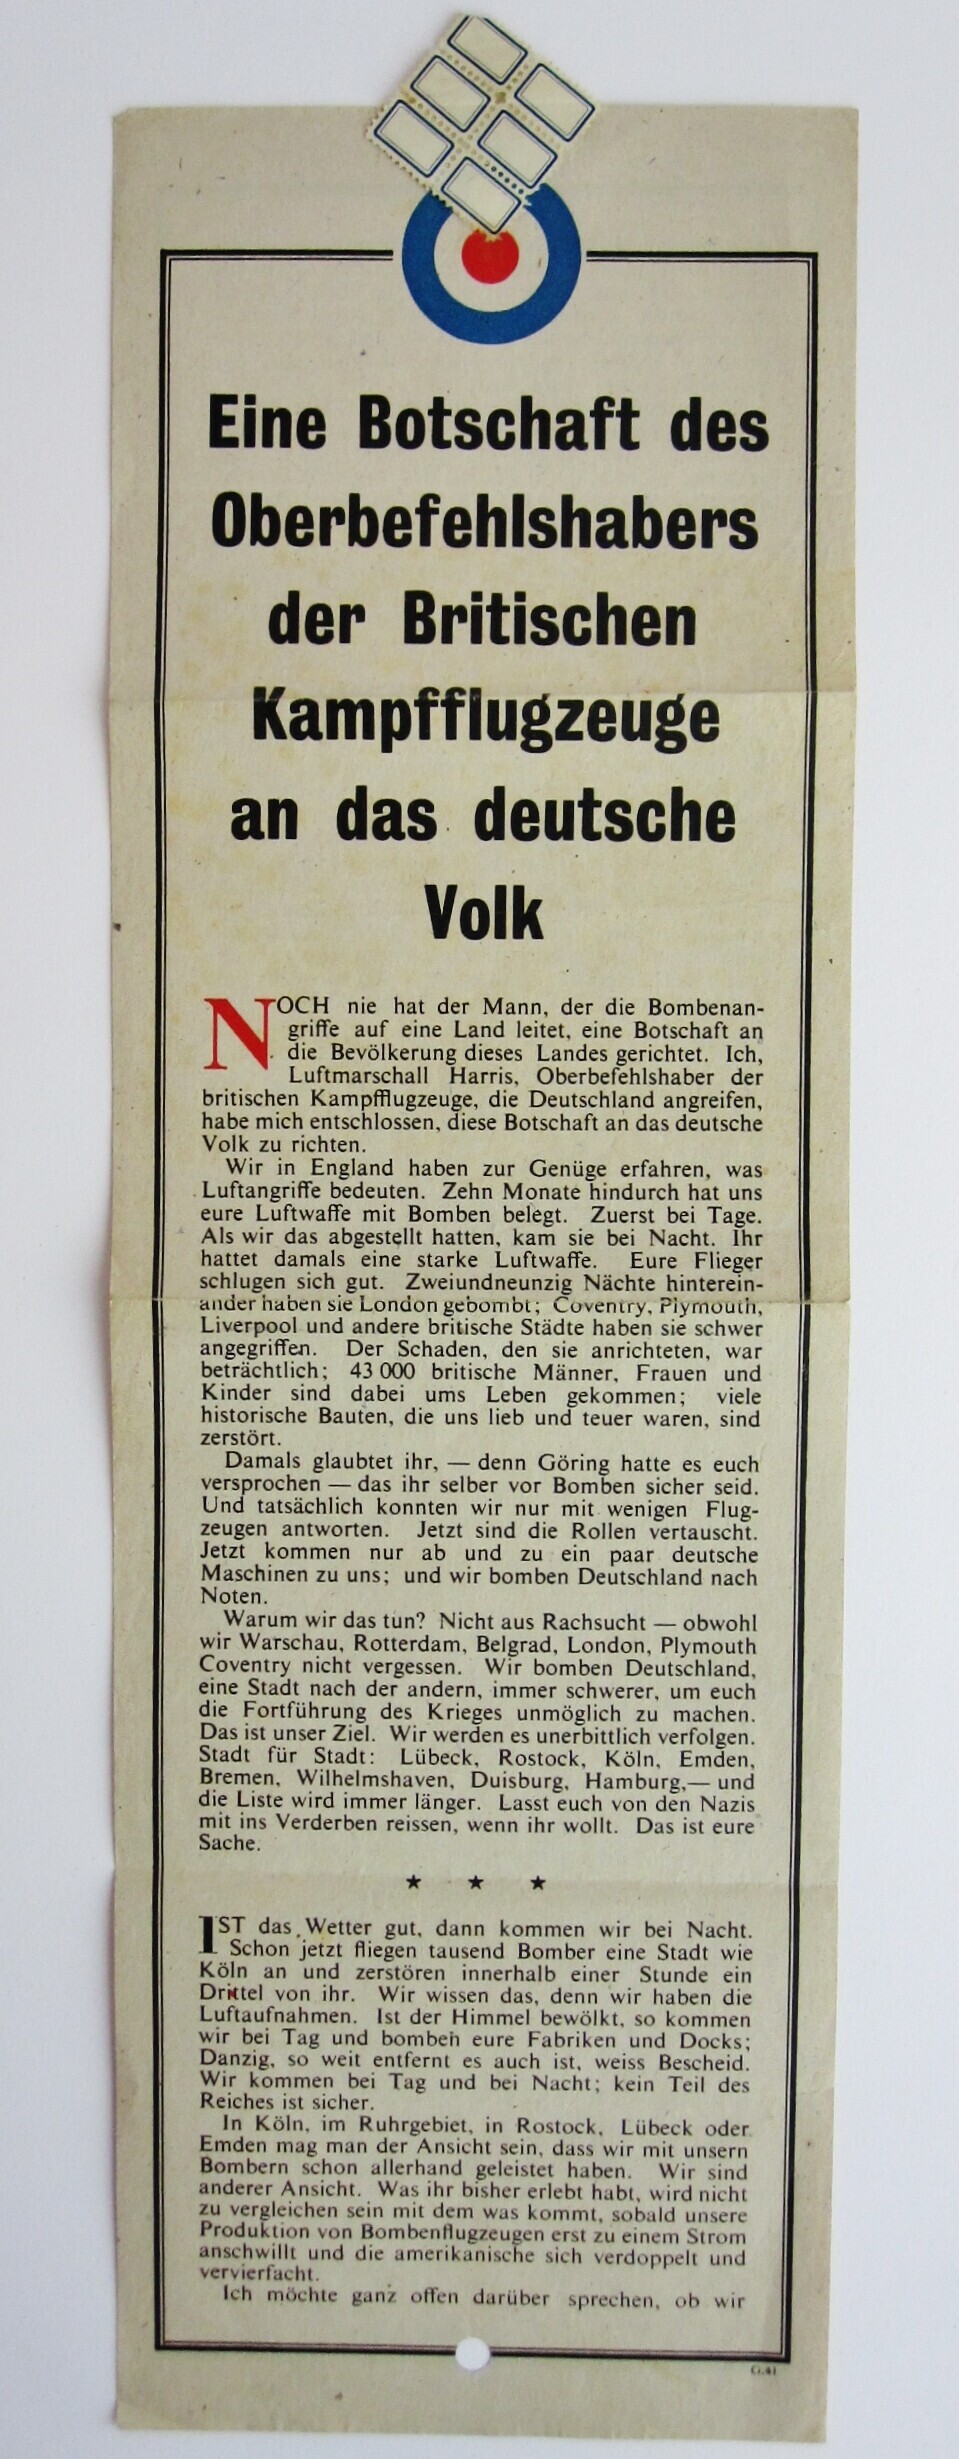 Eine Botschaft des
Oberbefehlshabers
der Britischen
Kampfflugzeuge
an das deutsche
Volk
NOCH nie hat der Mann, der die Bombenan-
griffe auf eine Land leitet, eine Botschaft an
die Bevölkerung dieses Landes gerichtet. Ich,
Luftmarschall Harris, Oberbefehlshaber der
britischen Kampfflugzeuge, die Deutschland angreifen,
habe mich entschlossen, diese Botschaft an das deutsche
Volk zu richten.
Wir in England haben zur Genüge erfahren, was
Luftangriffe bedeuten. Zehn Monate hindurch hat uns
eure Luftwaffe mit Bomben belegt. Zuerst bei Tage.
Als wir das abgestellt hatten, kam sie bei Nacht. Ihr
hattet damals eine starke Luftwaffe. Eure Flieger
schlugen sich gut. Zweiundneunzig Nächte hinterein-
ander haben sie London gebombt; Coventry, Plymouth,
Liverpool und andere britische Städte haben sie schwer
angegriffen. Der Schaden, den sie anrichteten, war
beträchtlich; 43 000 britische Männer, Frauen und
Kinder sind dabei ums Leben gekommen; viele
historische Bauten, die uns lieb und teuer waren, sind
zerstört.
Damals glaubtet ihr, — denn Göring hatte es euch
versprochen — das ihr selber vor Bomben sicher seid.
Und tatsächlich konnten wir nur mit wenigen Flug-
zeugen antworten. Jetzt sind die Rollen vertauscht.
Jetzt kommen nur ab und zu ein paar deutsche
Maschinen zu uns; und wir bomben Deutschland nach
Noten.
Warum wir das tun? Nicht aus Rachsucht — obwohl
wir Warschau, Rotterdam, Belgrad, London, Plymouth
Coventry nicht vergessen. Wir bomben Deutschland,
eine Stadt nach der andern, immer schwerer, um euch
die Fortführung des Krieges unmöglich zu machen.
Das ist unser Ziel. Wir werden es unerbittlich verfolgen.
Stadt für Stadt: Lübeck, Rostock, Köln, Emden,
Bremen, Wilhelmshaven, Duisburg, Hamburg,— und
die Liste wird immer länger. Lasst euch von den Nazis
mit ins Verderben reissen, wenn ihr wollt. Das ist eure
Sache.
★ ★ ★
IST das Wetter gut, dann kommen wir bei Nacht.
Schon jetzt fliegen tausend Bomber eine Stadt wie
Köln an und zerstören innerhalb einer Stunde ein
Drittel von ihr. Wir wissen das, denn wir haben die
Luftaufnahmen. Ist der Himmel bewölkt, so kommen
wir bei Tag und bomben eure Fabriken und Docks;
Danzig, so weit entfernt es auch ist, weiss Bescheid.
Wir kommen bei Tag und bei Nacht; kein Teil des
Reiches ist sicher.
In Köln, im Ruhrgebiet, in Rostock, Lübeck oder
Emden mag man der Ansicht sein, dass wir mit unsern
Bombern schon allerhand geleistet haben. Wir sind
anderer Ansicht. Was ihr bisher erlebt habt, wird nicht
zu vergleichen sein mit dem was kommt, sobald unsere
Produktion von Bombenflugzeugen erst zu einem Strom
anschwillt und die amerikanische sich verdoppelt und
vervierfacht.
Ich möchte ganz offen darüber sprechen, ob wir
G.41